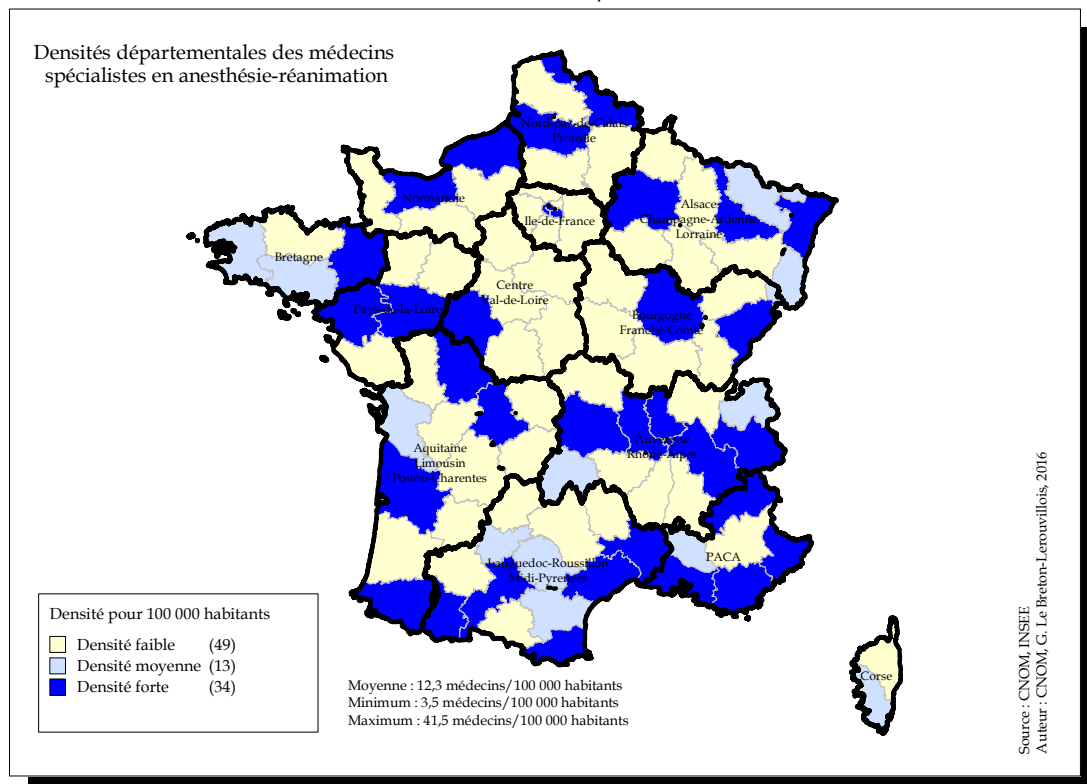 Densités départementales des médecins
spécialistes en anesthésie-réanimation
Nord-pas-de-Calais
Picardie
Normandie
Ile-de-France
Alsace
Champagne-Ardenne
Lorraine
Bretagne
Centre
Val-de-Loire
Pays-de-la-Loire
Bourgogne
Franche-Comté
Aquitaine
Limousin
Poitou-Charentes
Auvergne
Rhône-Alpes
Languedoc-Roussillon
Midi-Pyrénées
PACA
Corse
Densité pour 100 000 habitants
Densité faible (49)
Densité moyenne (13)
Densité forte (34)
Moyenne : 12,3 médecins/100 000 habitants
Minimum : 3,5 médecins/100 000 habitants
Maximum : 41,5 médecins/100 000 habitants
Source : CNOM, INSEE
Auteur : CNOM, G. Le Breton-Lerouvillois, 2016